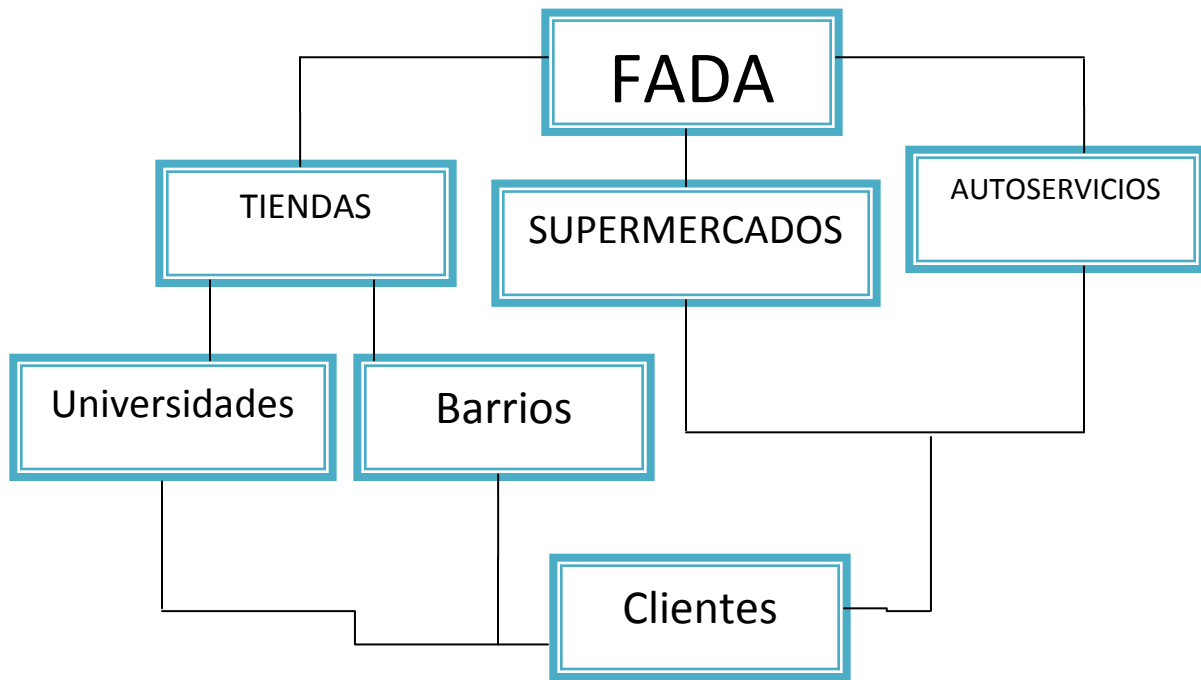 FADA
TIENDAS
SUPERMERCADOS
AUTOSERVICIOS
Universidades
Barrios
Clientes